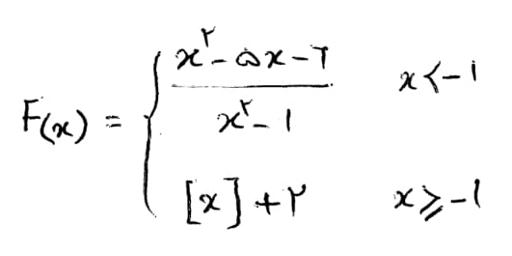 x^۲ - ۵x - ۶    x < -۱
F(x) = {
x^۲ - ۱
[x] + ۲    x ⩾ -۱